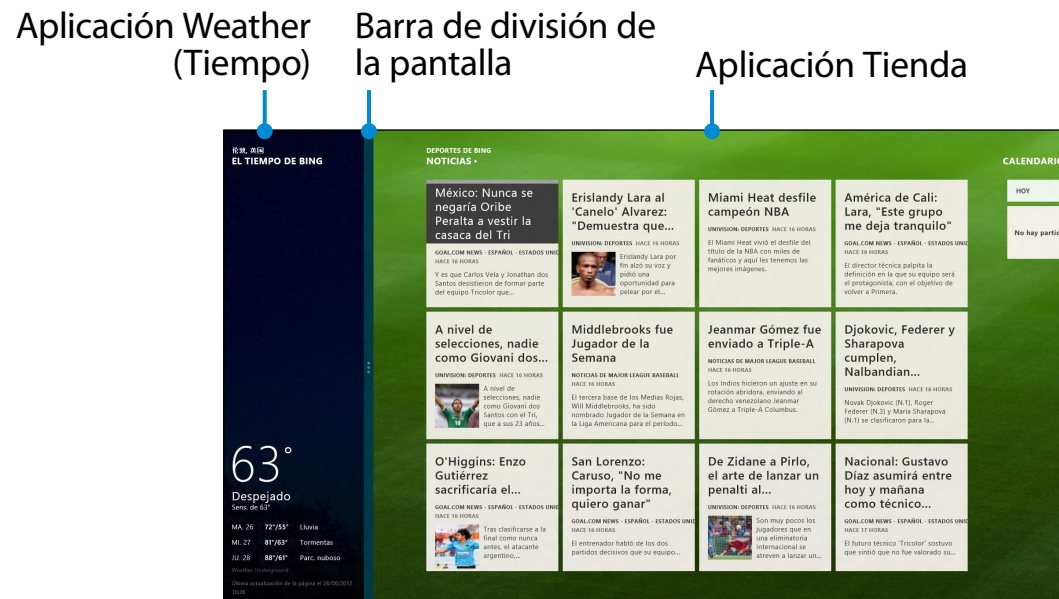 Aplicación Weather
(Tiempo)
Barra de división de
la pantalla
Aplicación Tienda
伦敦, 英国
EL TIEMPO DE BING
63°
Despejado
Sens. de 63°
MA. 26 72°/55° Lluvia
MI. 27 81°/63° Tormentas
JU. 28 88°/61° Parc. nuboso
Weather Underground
Última actualización de la página el 26/06/2012
10:36
DEPORTES DE BING
NOTICIAS
México: Nunca se
negaría Oribe
Peralta a vestir la
casaca del Tri
GOAL.COM NEWS - ESPAÑOL - ESTADOS UNID
HACE 16 HORAS
Y es que Carlos Vela y Jonathan dos
Santos desistieron de formar parte
del equipo Tricolor que...
Erislandy Lara al
'Canelo' Alvarez:
"Demuestra que...
UNIVISION: DEPORTES HACE 16 HORAS
Erislandy Lara por
fin alzó su voz y
pidió una
oportunidad para
pelear por el...
Miami Heat desfile
campeón NBA
UNIVISION: DEPORTES HACE 16 HORAS
El Miami Heat vivió el desfile del
título de la NBA con miles de
fanáticos y aquí les tenemos las
mejores imágenes.
América de Cali:
Lara, "Este grupo
me deja tranquilo"
GOAL.COM NEWS - ESPAÑOL - ESTADOS UNID
HACE 16 HORAS
El director técnica palpita la
definición en la que su equipo será
el protagonista, con el objetivo de
volver a Primera.
A nivel de
selecciones, nadie
como Giovani dos...
UNIVISION: DEPORTES HACE 16 HORAS
A nivel de
selecciones, nadie
como Giovani dos
Santos con el Tri,
que a sus 23 años...
Middlebrooks fue
Jugador de la
Semana
NOTICIAS DE MAJOR LEAGUE BASEBALL
HACE 16 HORAS
El tercera base de los Medias Rojas,
Will Middlebrooks, ha sido
nombrado Jugador de la Semana en
la Liga Americana para el período...
Jeanmar Gómez fue
enviado a Triple-A
NOTICIAS DE MAJOR LEAGUE BASEBALL
HACE 16 HORAS
Los Indios hicieron un ajuste en su
rotación abridora, enviando al
derecho venezolano Jeanmar
Gómez a Triple-A Columbus.
Djokovic, Federer y
Sharapova
cumplen,
Nalbandian...
UNIVISION: DEPORTES HACE 16 HORAS
Novak Djokovic (N.1), Roger
Federer (N.3) y Maria Sharapova
(N.1) se clasificaron para la...
O'Higgins: Enzo
Gutiérrez
sacrificaría el...
GOAL.COM NEWS - ESPAÑOL - ESTADOS UNID
HACE 16 HORAS
Tras clasificarse a la
final como nunca
antes, el atacante
argentino,...
San Lorenzo:
Caruso, "No me
importa la forma,
quiero ganar"
GOAL.COM NEWS - ESPAÑOL - ESTADOS UNID
HACE 16 HORAS
El entrenador habló de los dos
partidos decisivos que su equipo...
De Zidane a Pirlo,
el arte de lanzar un
penalti al...
UNIVISION: DEPORTES HACE 16 HORAS
Son muy pocos los
jugadores que en
una eliminatoria
internacional se
atreven a lanzar un...
Nacional: Gustavo
Díaz asumirá entre
hoy y mañana
como técnico...
GOAL.COM NEWS - ESPAÑOL - ESTADOS UNID
HACE 17 HORAS
El futuro técnico 'Tricolor' sostuvo
que sintió que no fue valorado su...
CALENDARIO
HOY
No hay partid